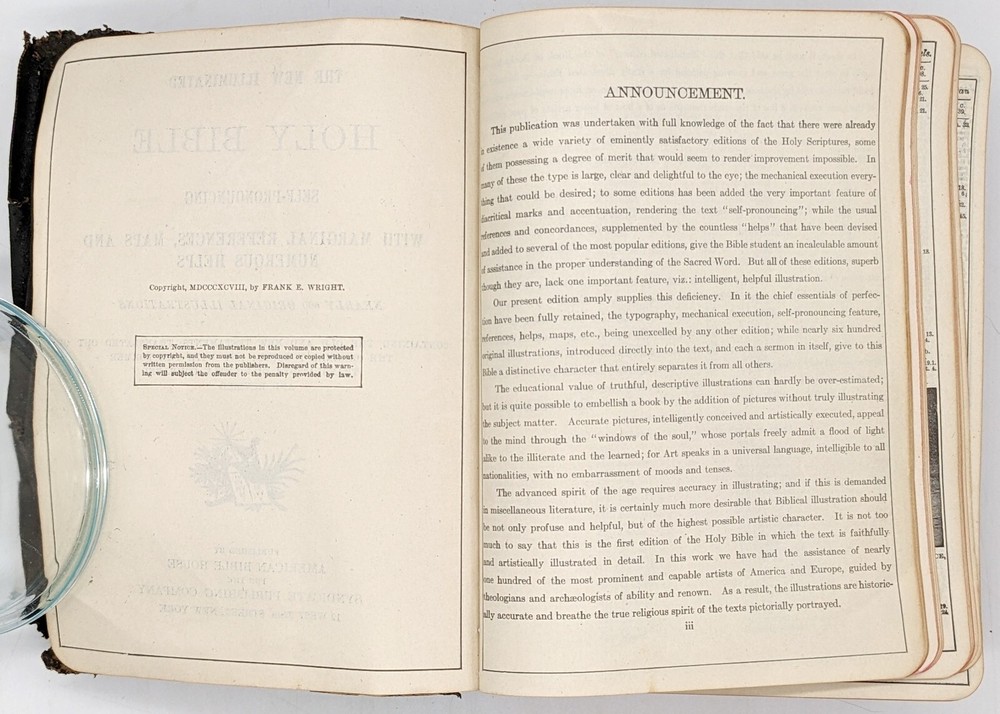 Copyright, MDCCCXCVIII, by FRANK E. WRIGHT.
SPECIAL NOTICE.—The illustrations in this volume are protected
by copyright, and they must not be reproduced or copied without
written permission from the publishers. Disregard of this warn-
ing will subject the offender to the penalty provided by law.
ANNOUNCEMENT.
This publication was undertaken with full knowledge of the fact that there were already
existence a wide variety of eminently satisfactory editions of the Holy Scriptures, some
of them possessing a degree of merit that would seem to render improvement impossible. In
many of these the type is large, clear and delightful to the eye; the mechanical execution every-
thing that could be desired; to some editions has been added the very important feature of
diacritical marks and accentuation, rendering the text "self-pronouncing"; while the usual
references and concordances, supplemented by the countless "helps" that have been devised
and added to several of the most popular editions, give the Bible student an incalculable amount
of assistance in the proper understanding of the Sacred Word. But all of these editions, superb
though they are, lack one important feature, viz.: intelligent, helpful illustration.
Our present edition amply supplies this deficiency. In it the chief essentials of perfec-
tion have been fully retained, the typography, mechanical execution, self-pronouncing feature,
references, helps, maps, etc., being unexcelled by any other edition; while nearly six hundred
original illustrations, introduced directly into the text, and each a sermon in itself, give to this
Bible a distinctive character that entirely separates it from all others.
The educational value of truthful, descriptive illustrations can hardly be over-estimated;
but it is quite possible to embellish a book by the addition of pictures without truly illustrating
the subject matter. Accurate pictures, intelligently conceived and artistically executed, appeal
to the mind through the "windows of the soul," whose portals freely admit a flood of light
alike to the illiterate and the learned; for Art speaks in a universal language, intelligible to all
nationalities, with no embarrassment of moods and tenses.
The advanced spirit of the age requires accuracy in illustrating; and if this is demanded
in miscellaneous literature, it is certainly much more desirable that Biblical illustration should
be not only profuse and helpful, but of the highest possible artistic character. It is not too
much to say that this is the first edition of the Holy Bible in which the text is faithfully
and artistically illustrated in detail. In this work we have had the assistance of nearly
one hundred of the most prominent and capable artists of America and Europe, guided by
theologians and archæologists of ability and renown. As a result, the illustrations are historic-
ally accurate and breathe the true religious spirit of the texts pictorially portrayed.
iii